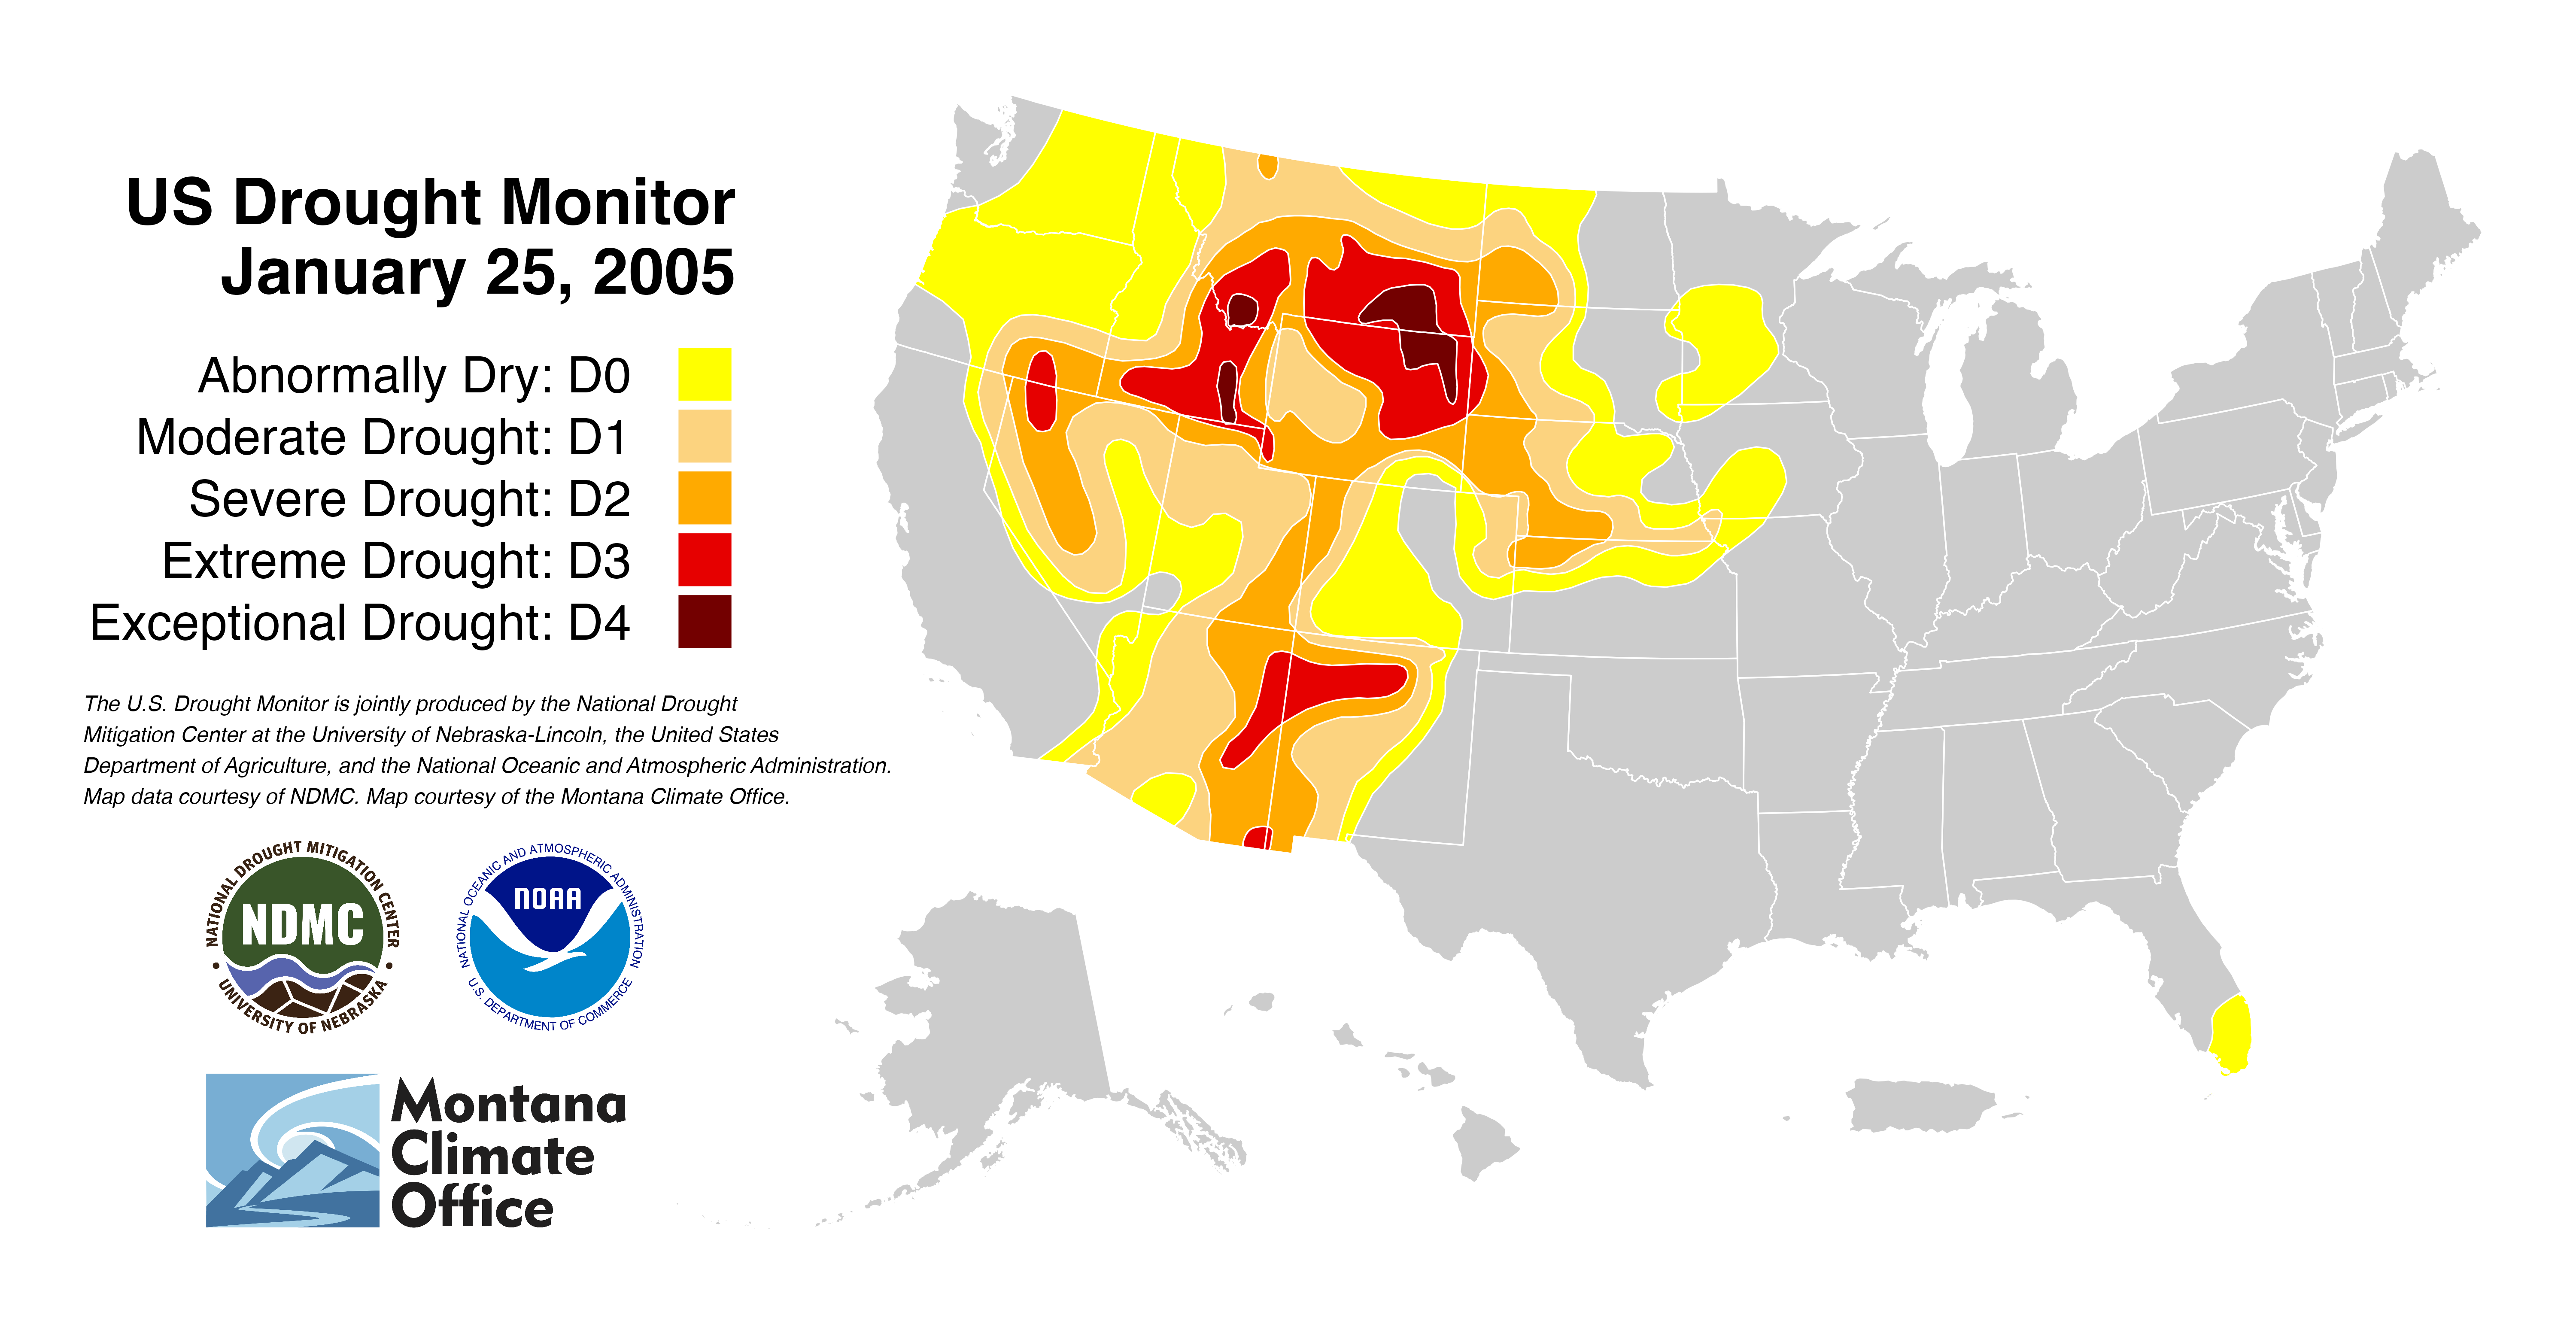 US Drought Monitor
January 25, 2005
Abnormally Dry: D0
Moderate Drought: D1
Severe Drought: D2
Extreme Drought: D3
Exceptional Drought: D4
The U.S. Drought Monitor is jointly produced by the National Drought
Mitigation Center at the University of Nebraska-Lincoln, the United States
Department of Agriculture, and the National Oceanic and Atmospheric Administration.
Map data courtesy of NDMC. Map courtesy of the Montana Climate Office.
NATIONAL DROUGHT MITIGATION CENTER
NDMC
• UNIVERSITY OF NEBRASKA •
NATIONAL OCEANIC AND ATMOSPHERIC ADMINISTRATION
NOAA
U.S. DEPARTMENT OF COMMERCE
Montana
Climate
Office